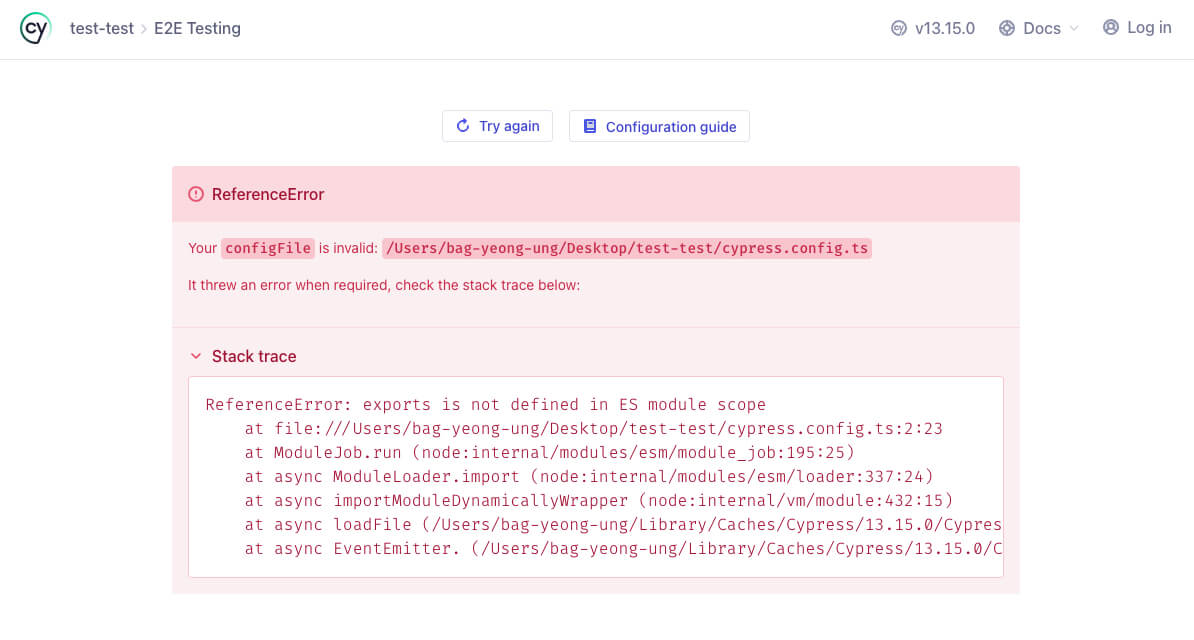 cy test-test > E2E Testing cy v13.15.0 Docs Log in
Try again Configuration guide
ReferenceError
Your configFile is invalid: /Users/bag-yeong-ung/Desktop/test-test/cypress.config.ts
It threw an error when required, check the stack trace below:
Stack trace
ReferenceError: exports is not defined in ES module scope
at file:///Users/bag-yeong-ung/Desktop/test-test/cypress.config.ts:2:23
at ModuleJob.run (node:internal/modules/esm/module_job:195:25)
at async ModuleLoader.import (node:internal/modules/esm/loader:337:24)
at async importModuleDynamicallyWrapper (node:internal/vm/module:432:15)
at async loadFile (/Users/bag-yeong-ung/Library/Caches/Cypress/13.15.0/Cypres
at async EventEmitter. (/Users/bag-yeong-ung/Library/Caches/Cypress/13.15.0/C